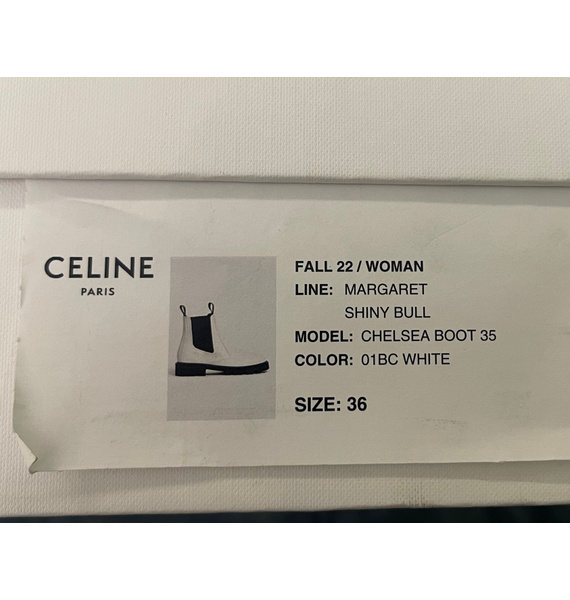 CELINE
PARIS
FALL 22 / WOMAN
LINE: MARGARET
SHINY BULL
MODEL: CHELSEA BOOT 35
COLOR: 01BC WHITE
SIZE: 36